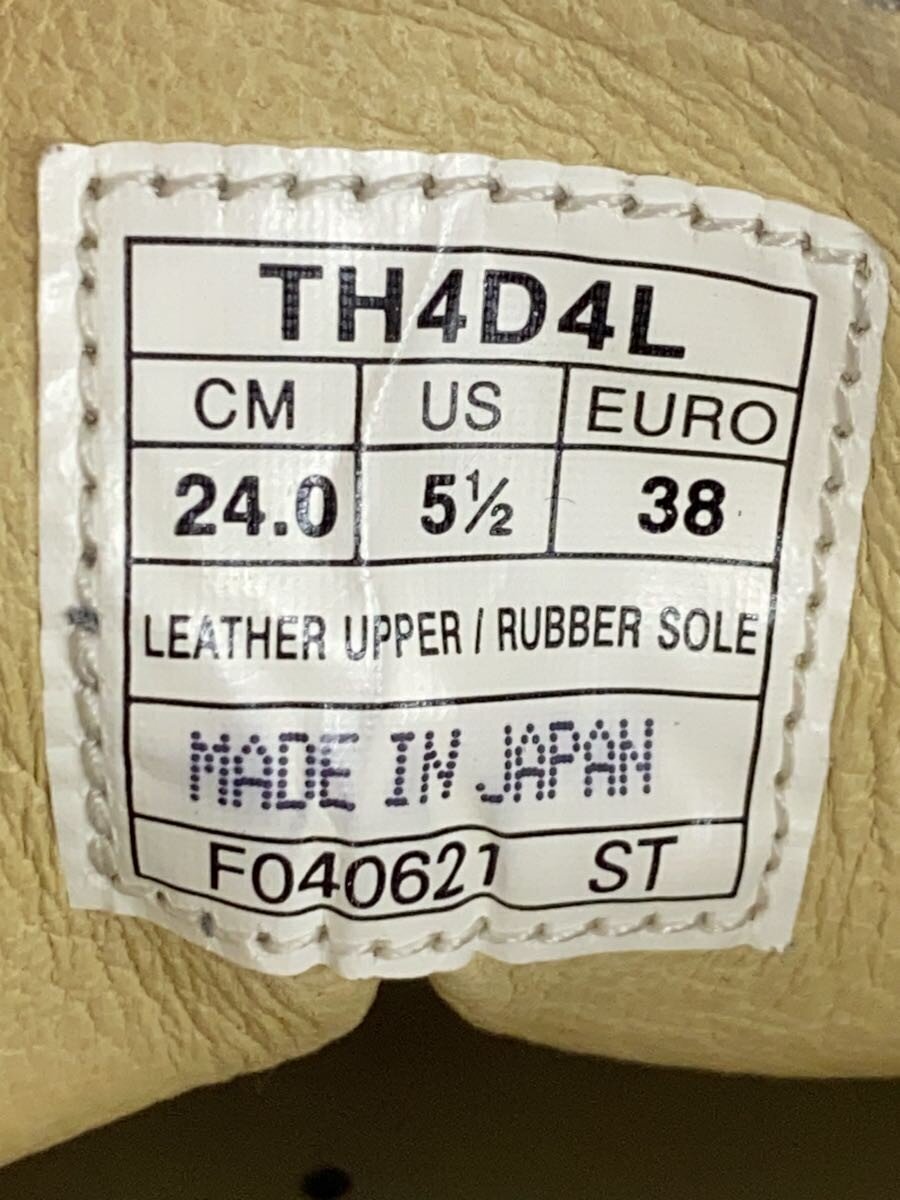 TH4D4L
CM US EURO
24.0 5½ 38
LEATHER UPPER / RUBBER SOLE
MADE IN JAPAN
F040621 ST